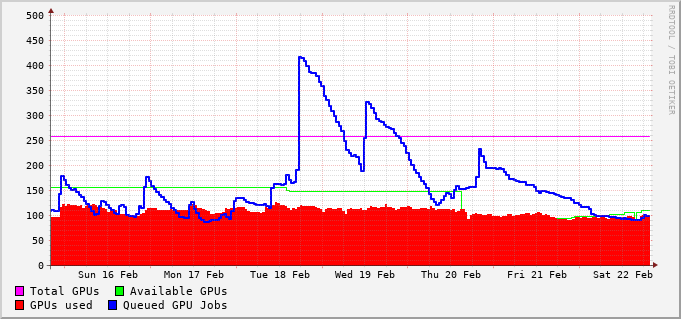 500
450
400
350
300
250
200
150
100
50
0
Sun 16 Feb Mon 17 Feb Tue 18 Feb Wed 19 Feb Thu 20 Feb Fri 21 Feb Sat 22 Feb
Total GPUs Available GPUs
GPUs used Queued GPU Jobs
RRDTOOL / TOBI OETIKER